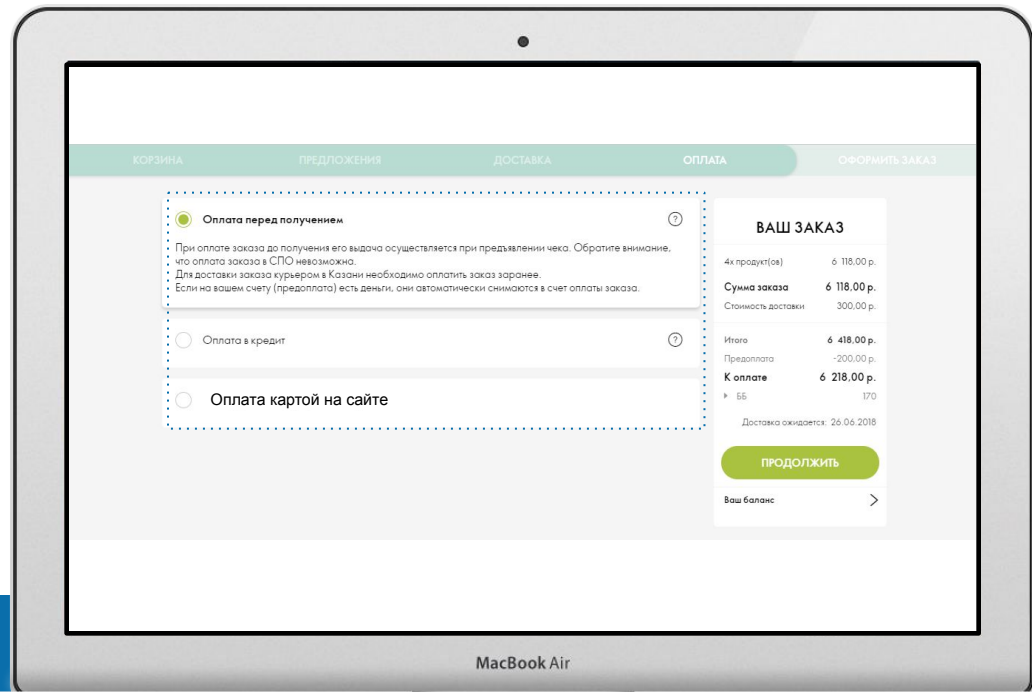 КОРЗИНА ПРЕДЛОЖЕНИЯ ДОСТАВКА ОПЛАТА ОФОРМИТЬ ЗАКАЗ
Оплата перед получением ?
При оплате заказа до получения его выдача осуществляется при предъявлении чека. Обратите внимание,
что оплата заказа в СПО невозможна.
Для доставки заказа курьером в Казани необходимо оплатить заказ заранее.
Если на вашем счету (предоплата) есть деньги, они автоматически снимаются в счет оплаты заказа.
Оплата в кредит ?
Оплата картой на сайте
ВАШ ЗАКАЗ
4х продукт(ов) 6 118,00 р.
Сумма заказа 6 118,00 р.
Стоимость доставки 300,00 р.
Итого 6 418,00 р.
Предоплата -200,00 р.
К оплате 6 218,00 р.
ББ 170
Доставка ожидается: 26.06.2018
ПРОДОЛЖИТЬ
Ваш баланс
MacBook Air